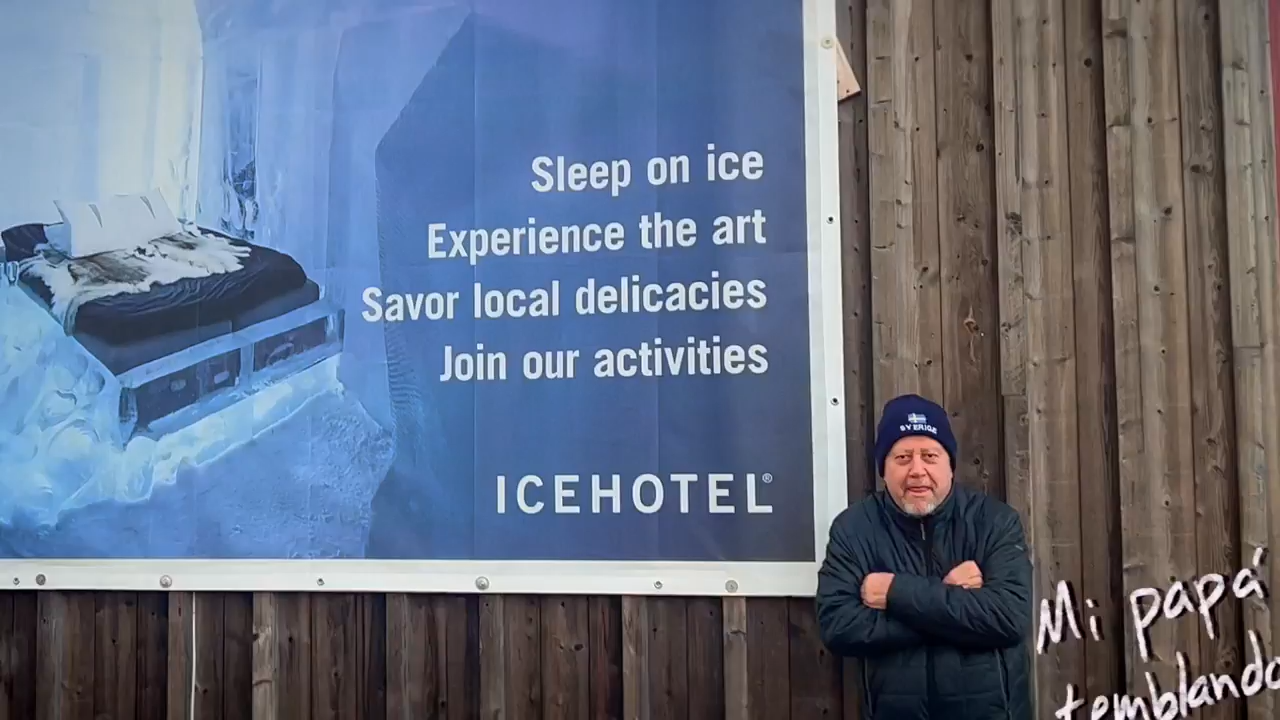 Sleep on ice
Experience the art
Savor local delicacies
Join our activities
ICEHOTEL®
SVERIGE
Mi papá
temblando